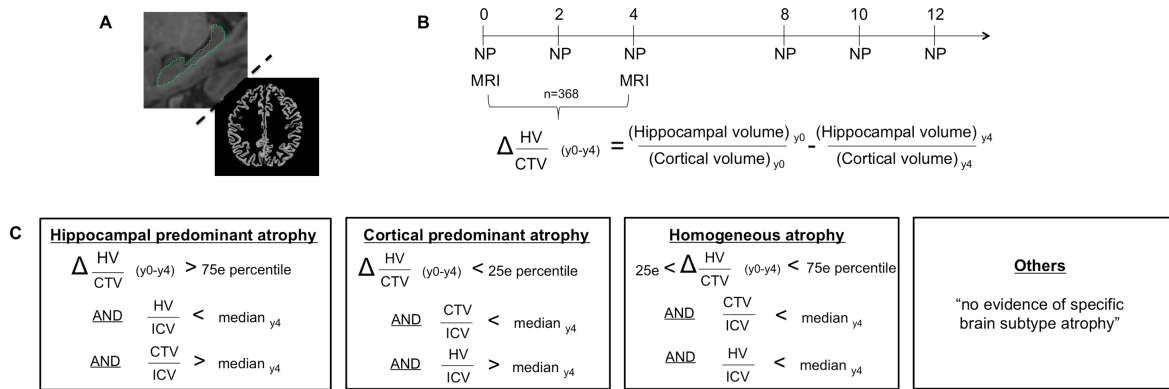 A
B
0 2 4 8 10 12
NP NP NP NP NP NP
MRI MRI
n=368
Δ HV/CTV (y0-y4) = (Hippocampal volume) y0/(Cortical volume) y0 - (Hippocampal volume) y4/(Cortical volume) y4
C
Hippocampal predominant atrophy
Δ HV/CTV (y0-y4) > 75e percentile
AND HV/ICV < median y4
AND CTV/ICV > median y4
Cortical predominant atrophy
Δ HV/CTV (y0-y4) < 25e percentile
AND CTV/ICV < median y4
AND HV/ICV > median y4
Homogeneous atrophy
25e < Δ HV/CTV (y0-y4) < 75e percentile
AND CTV/ICV < median y4
AND HV/ICV < median y4
Others
“no evidence of specific
brain subtype atrophy”